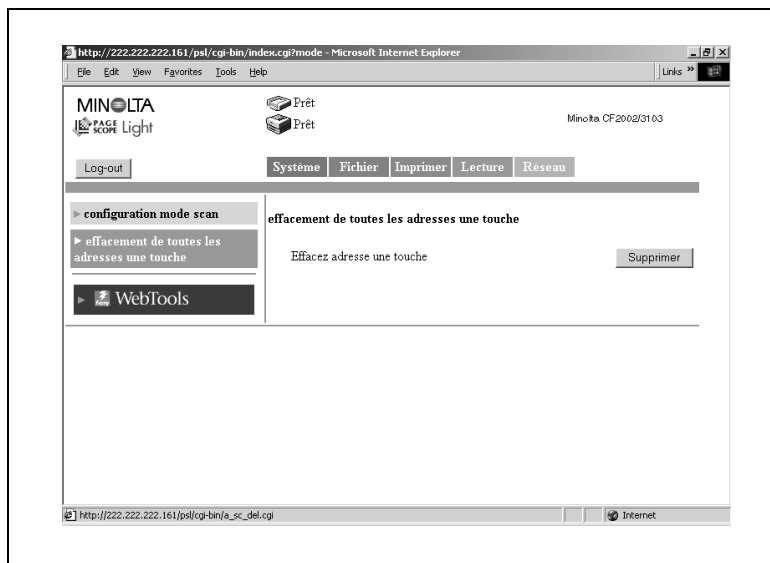 http://222.222.222.161/psl/cgi-bin/index.cgi?mode - Microsoft Internet Explorer
File Edit View Favorites Tools Help
Links »
MINOLTA
PAGE SCOPE Light
Prêt
Prêt
Minolta CF2002/3103
Log-out
Système Fichier Imprimer Lecture Réseau
configuration mode scan
effacement de toutes les
adresses une touche
WebTools
effacement de toutes les adresses une touche
Effacez adresse une touche
Supprimer
http://222.222.222.161/psl/cgi-bin/a_sc_del.cgi
Internet